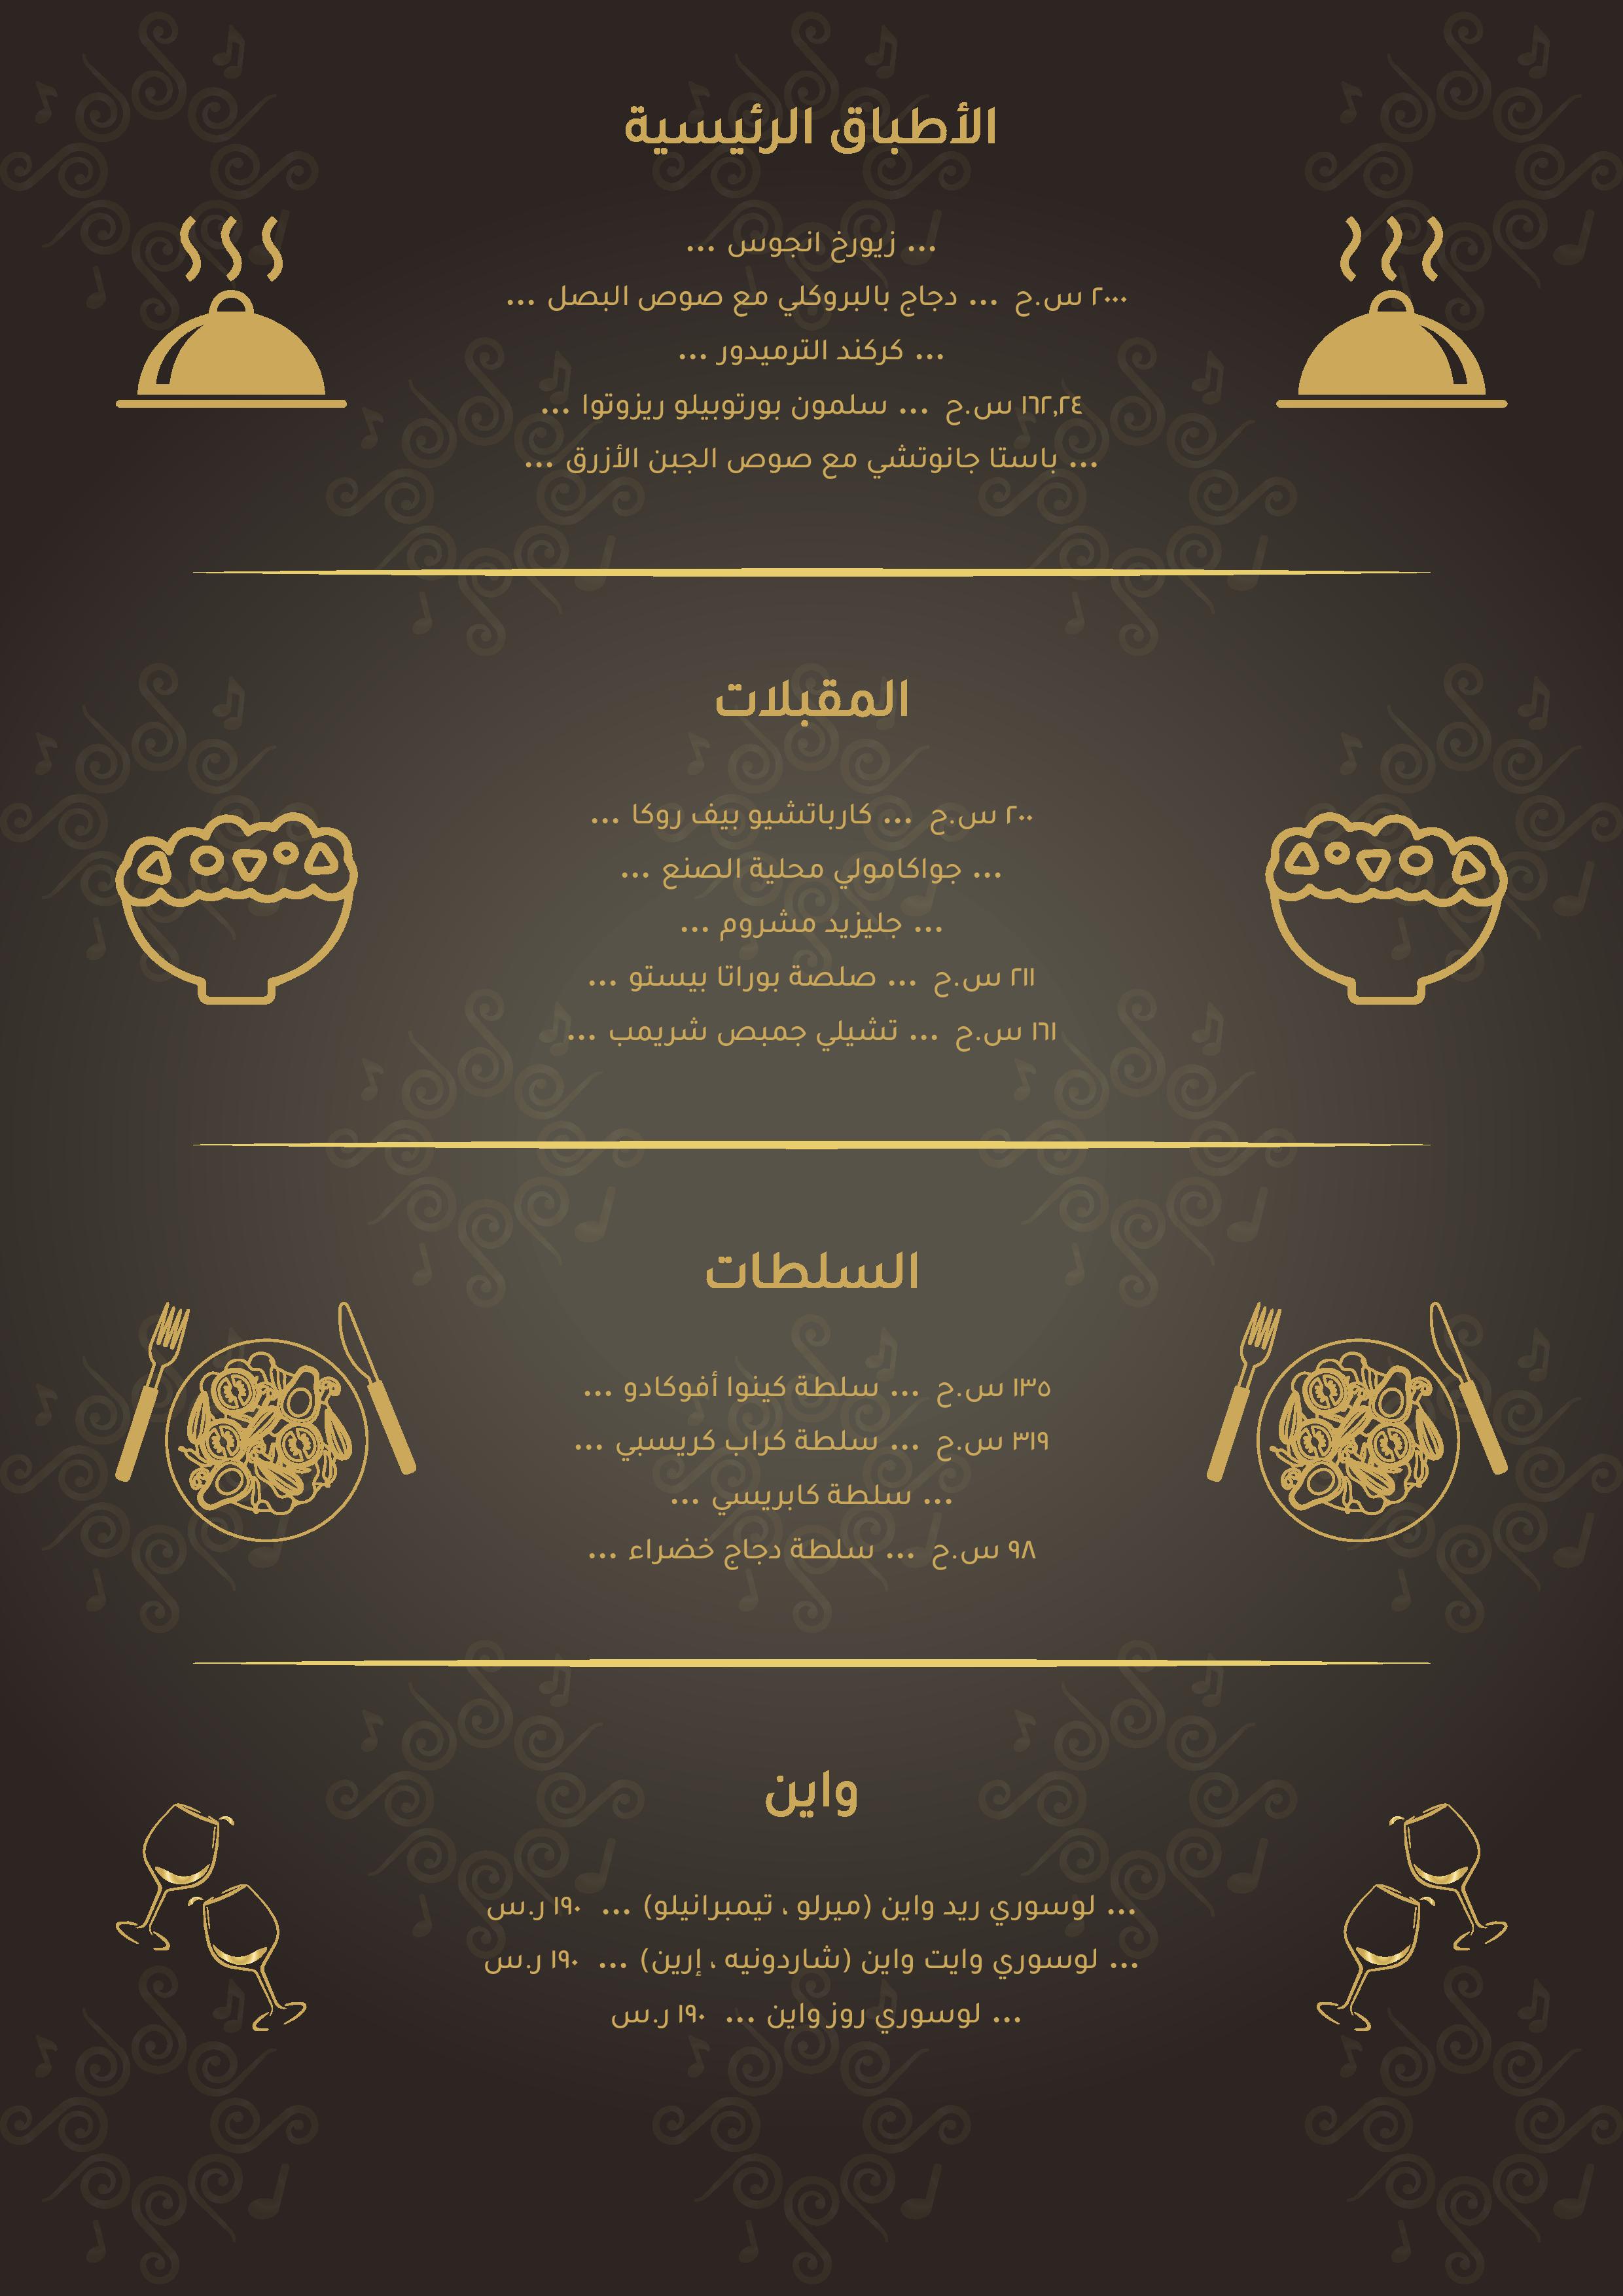 الأطباق الرئيسية
... زيورخ انجوس ...
٢٠٠٠ س.ح ... دجاج بالبروكلي مع صوص البصل ...
... كركند الترميدور ...
١٦٢,٢٤ س.ح ... سلمون بورتوبيلو ريزوتوا ...
... باستا جانوتشي مع صوص الجبن الأزرق ...
المقبلات
٢٠٠ س.ح ... كارباتشيو بيف روكا ...
... جواكامولي محلية الصنع ...
... جليزيد مشروم ...
٢١١ س.ح ... صلصة بوراتا بيستو ...
١٦١ س.ح ... تشيلي جمبص شريمب ...
السلطات
١٣٥ س.ح ... سلطة كينوا أفوكادو ...
٣١٩ س.ح ... سلطة كراب كريسبي ...
... سلطة كابريسي ...
٩٨ س.ح ... سلطة دجاج خضراء ...
واين
... لوسوري ريد واين (ميرلو ، تيمبرانيلو) ... ١٩٠ ر.س
... لوسوري وايت واين (شاردونيه ، إرين) ... ١٩٠ ر.س
... لوسوري روز واين ... ١٩٠ ر.س